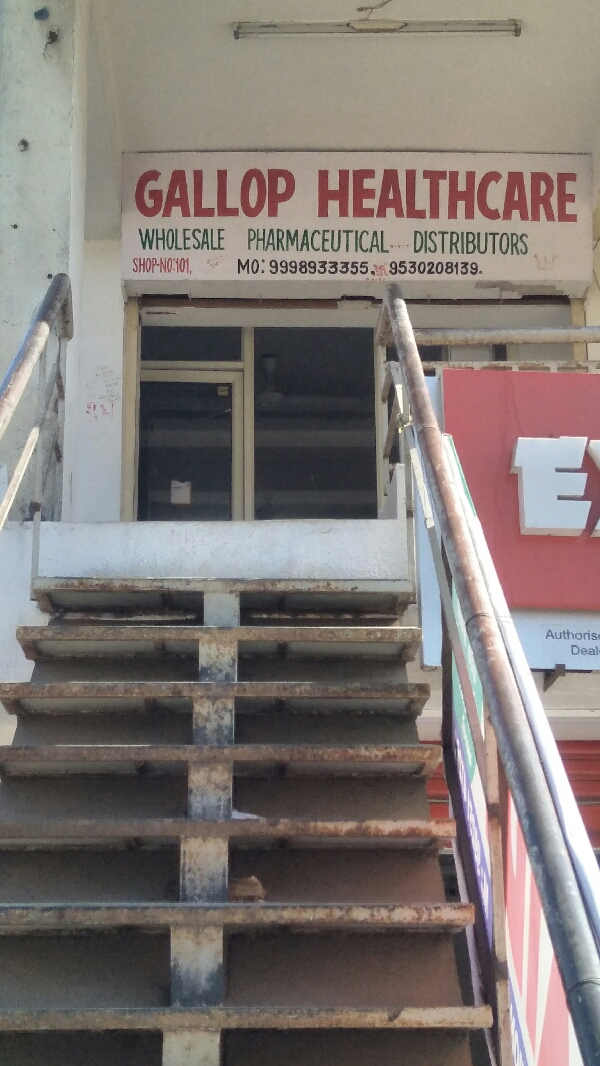 GALLOP HEALTHCARE
WHOLESALE PHARMACEUTICAL DISTRIBUTORS
SHOP-NO:101, MO: 9998933355, 9530208139.